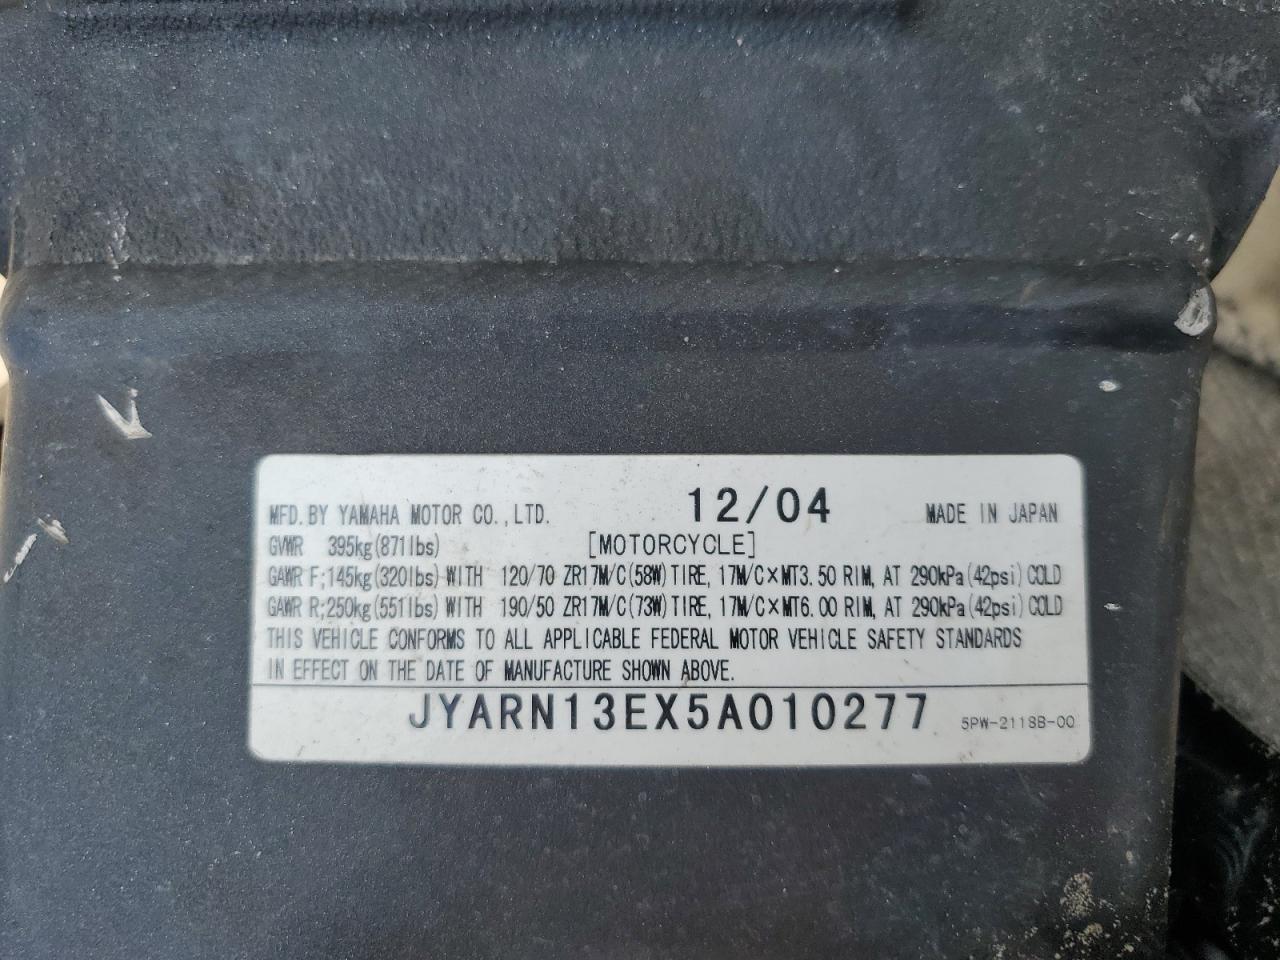 MFD. BY YAMAHA MOTOR CO., LTD. 12/04 MADE IN JAPAN
GVWR 395kg(871lbs) [MOTORCYCLE]
GAWR F;145kg(320lbs) WITH 120/70 ZR17M/C(58W)TIRE, 17M/C×MT3.50 RIM, AT 290kPa(42psi) COLD
GAWR R;250kg(551lbs) WITH 190/50 ZR17M/C(73W)TIRE, 17M/C×MT6.00 RIM, AT 290kPa(42psi) COLD
THIS VEHICLE CONFORMS TO ALL APPLICABLE FEDERAL MOTOR VEHICLE SAFETY STANDARDS
IN EFFECT ON THE DATE OF MANUFACTURE SHOWN ABOVE.
JYARN13EX5A010277 5PW-2118B-00